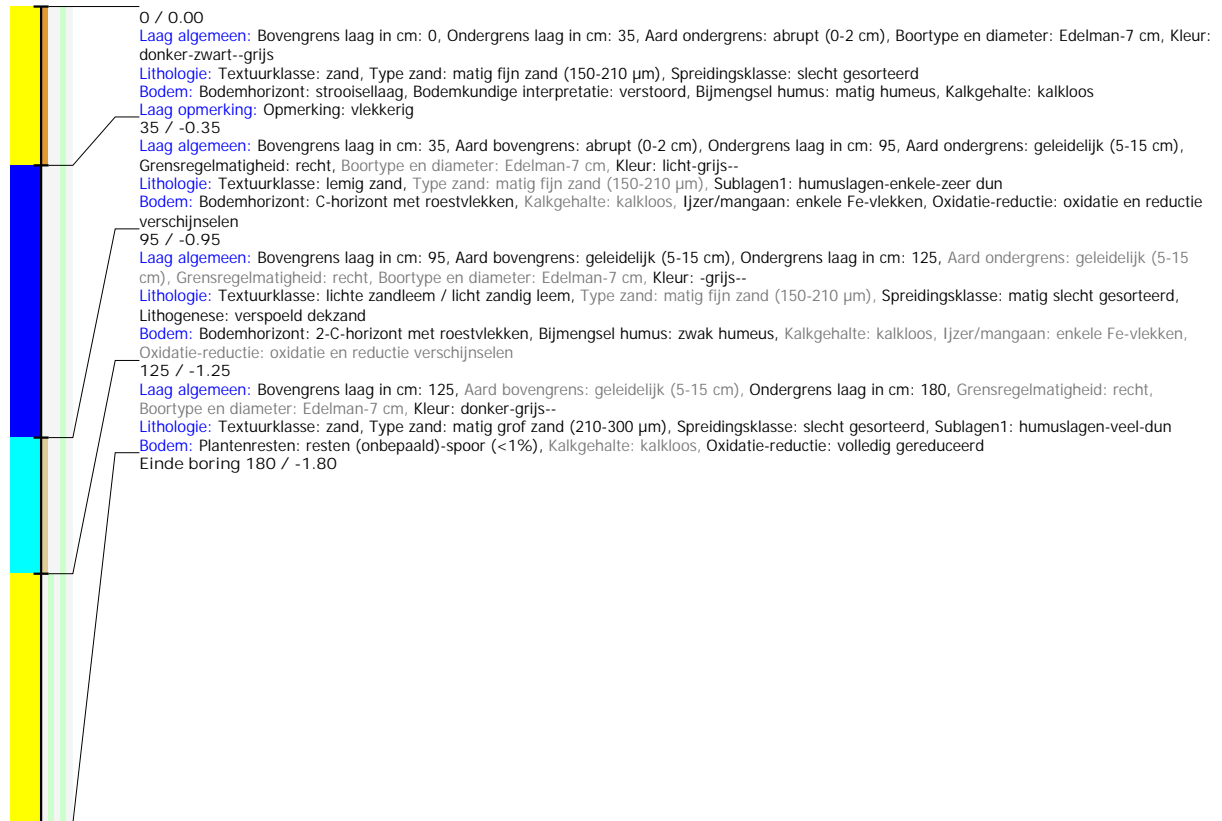 0 / 0.00
Laag algemeen: Bovengrens laag in cm: 0, Ondergrens laag in cm: 35, Aard ondergrens: abrupt (0-2 cm), Boortype en diameter: Edelman-7 cm, Kleur:
donker-zwart--grijs
Lithologie: Textuurklasse: zand, Type zand: matig fijn zand (150-210 µm), Spreidingsklasse: slecht gesorteerd
Bodem: Bodemhorizont: strooisellaag, Bodemkundige interpretatie: verstoord, Bijmengsel humus: matig humeus, Kalkgehalte: kalkloos
Laag opmerking: Opmerking: vlekkerig
35 / -0.35
Laag algemeen: Bovengrens laag in cm: 35, Aard bovengrens: abrupt (0-2 cm), Ondergrens laag in cm: 95, Aard ondergrens: geleidelijk (5-15 cm),
Grensregelmatigheid: recht, Boortype en diameter: Edelman-7 cm, Kleur: licht-grijs--
Lithologie: Textuurklasse: lemig zand, Type zand: matig fijn zand (150-210 µm), Sublagen1: humuslagen-enkele-zeer dun
Bodem: Bodemhorizont: C-horizont met roestvlekken, Kalkgehalte: kalkloos, Ijzer/mangaan: enkele Fe-vlekken, Oxidatie-reductie: oxidatie en reductie
verschijnselen
95 / -0.95
Laag algemeen: Bovengrens laag in cm: 95, Aard bovengrens: geleidelijk (5-15 cm), Ondergrens laag in cm: 125, Aard ondergrens: geleidelijk (5-15
cm), Grensregelmatigheid: recht, Boortype en diameter: Edelman-7 cm, Kleur: -grijs--
Lithologie: Textuurklasse: lichte zandleem / licht zandig leem, Type zand: matig fijn zand (150-210 µm), Spreidingsklasse: matig slecht gesorteerd,
Lithogenese: verspoeld dekzand
Bodem: Bodemhorizont: 2-C-horizont met roestvlekken, Bijmengsel humus: zwak humeus, Kalkgehalte: kalkloos, Ijzer/mangaan: enkele Fe-vlekken,
Oxidatie-reductie: oxidatie en reductie verschijnselen
125 / -1.25
Laag algemeen: Bovengrens laag in cm: 125, Aard bovengrens: geleidelijk (5-15 cm), Ondergrens laag in cm: 180, Grensregelmatigheid: recht,
Boortype en diameter: Edelman-7 cm, Kleur: donker-grijs--
Lithologie: Textuurklasse: zand, Type zand: matig grof zand (210-300 µm), Spreidingsklasse: slecht gesorteerd, Sublagen1: humuslagen-veel-dun
Bodem: Plantenresten: resten (onbepaald)-spoor (<1%), Kalkgehalte: kalkloos, Oxidatie-reductie: volledig gereduceerd
Einde boring 180 / -1.80